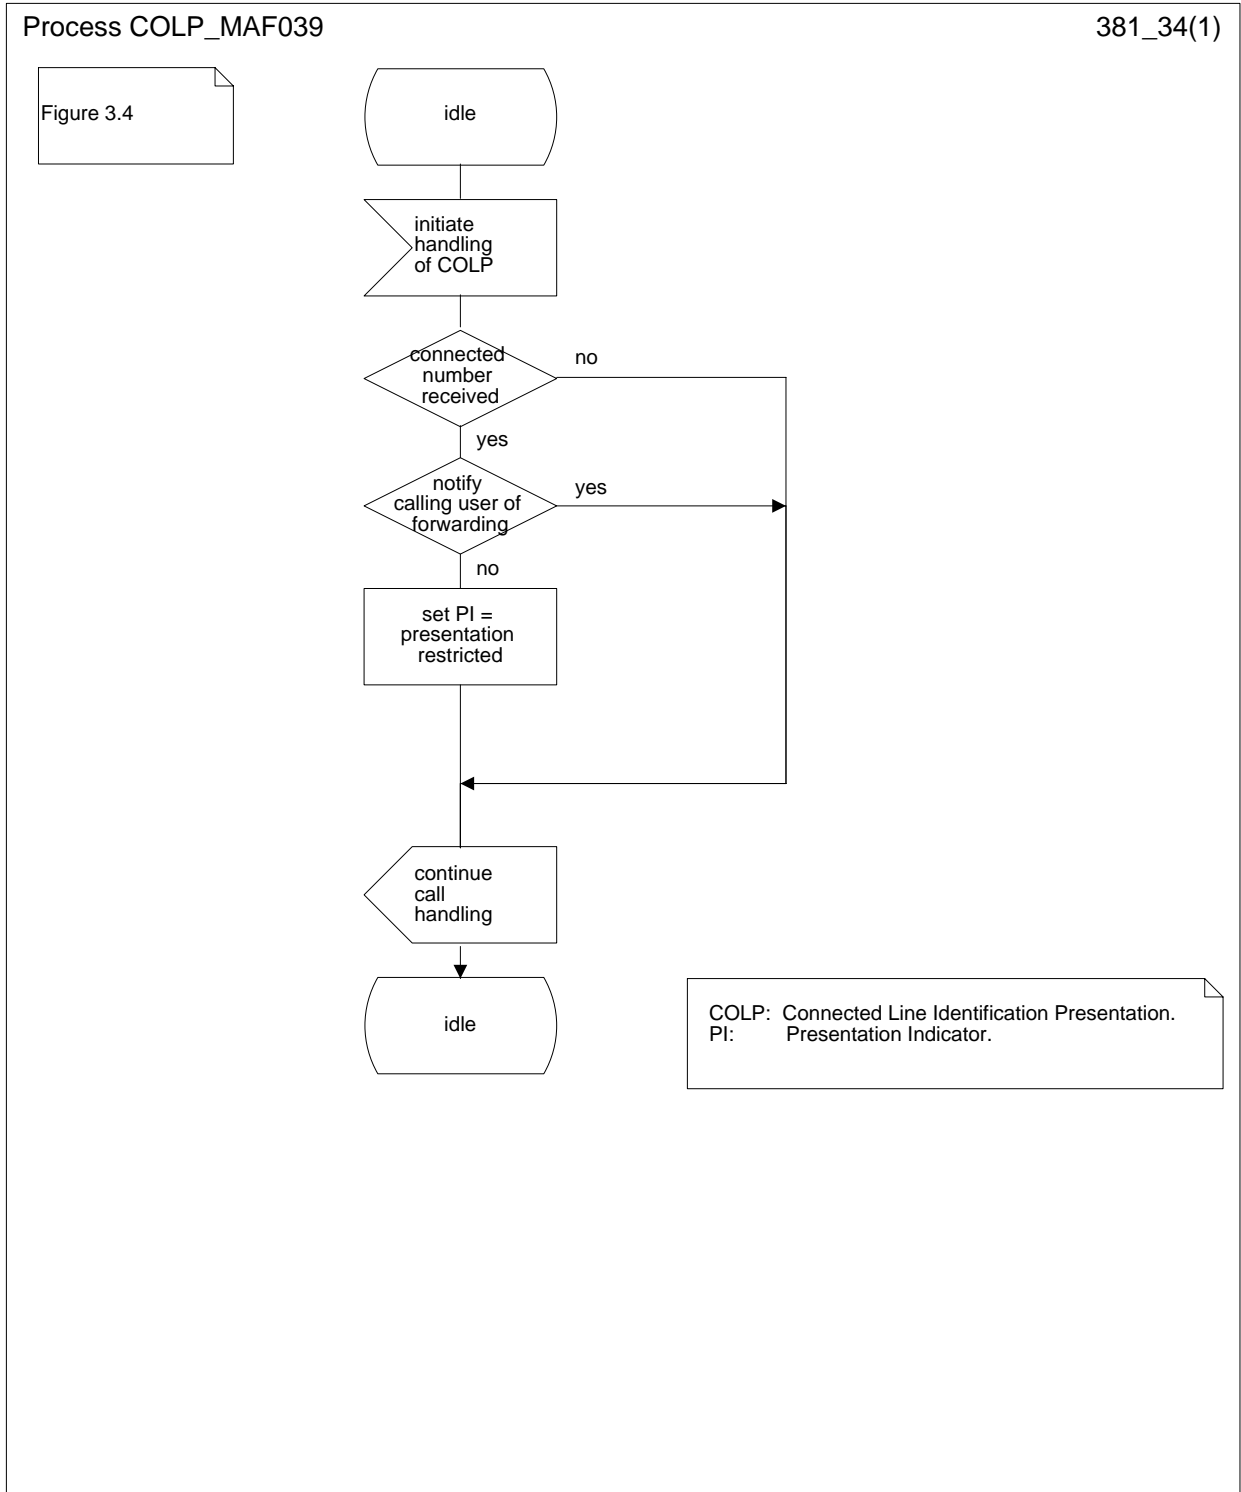 Process COLP_MAF039
381_34(1)
Figure 3.4
idle
initiate
handling
of COLP
connected
number
received
no
yes
notify
calling user of
forwarding
yes
no
set PI =
presentation
restricted
continue
call
handling
idle
COLP: Connected Line Identification Presentation.
PI: Presentation Indicator.